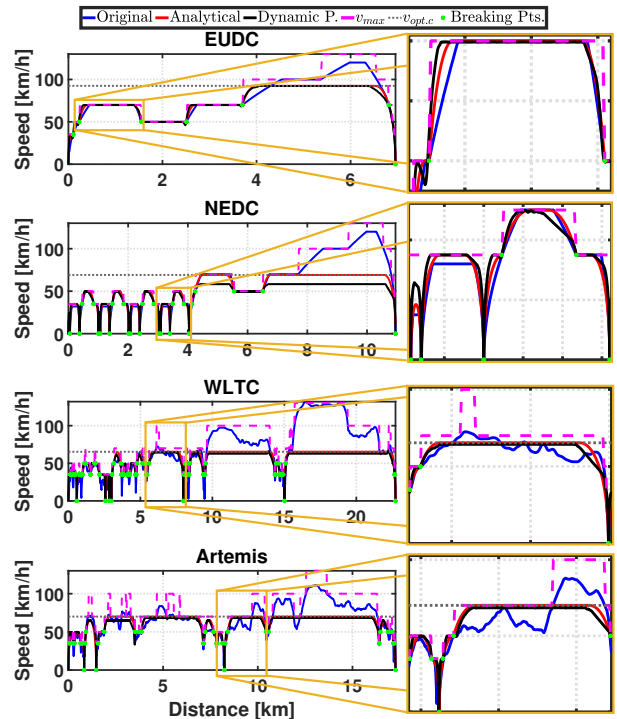 Original Analytical Dynamic P. v_max v_opt.c Breaking Pts.
EUDC
Speed [km/h]
100
50
0
0 2 4 6
NEDC
Speed [km/h]
100
50
0
0 2 4 6 8 10
WLTC
Speed [km/h]
100
50
0
0 5 10 15 20
Artemis
Speed [km/h]
100
50
0
0 5 10 15
Distance [km]